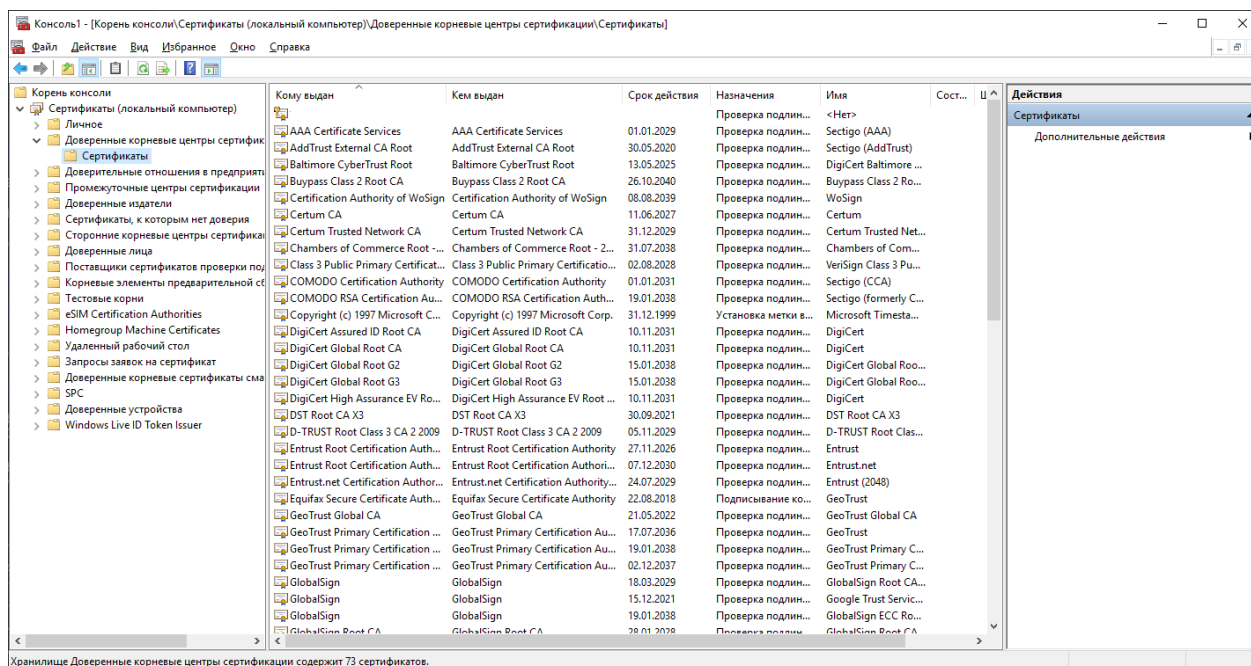 Консоль1 - [Корень консоли\Сертификаты (локальный компьютер)\Доверенные корневые центры сертификации\Сертификаты]
Файл Действие Вид Избранное Окно Справка
Корень консоли
Сертификаты (локальный компьютер)
Личное
Доверенные корневые центры сертифик
Сертификаты
Доверительные отношения в предприяти
Промежуточные центры сертификации
Доверенные издатели
Сертификаты, к которым нет доверия
Сторонние корневые центры сертифика
Доверенные лица
Поставщики сертификатов проверки под
Корневые элементы предварительной сб
Тестовые корни
eSIM Certification Authorities
Homegroup Machine Certificates
Удаленный рабочий стол
Запросы заявок на сертификат
Доверенные корневые сертификаты сма
SPC
Доверенные устройства
Windows Live ID Token Issuer
Кому выдан Кем выдан Срок действия Назначения Имя Сост...
Проверка подлин... <Нет>
AAA Certificate Services AAA Certificate Services 01.01.2029 Проверка подлин... Sectigo (AAA)
AddTrust External CA Root AddTrust External CA Root 30.05.2020 Проверка подлин... Sectigo (AddTrust)
Baltimore CyberTrust Root Baltimore CyberTrust Root 13.05.2025 Проверка подлин... DigiCert Baltimore ...
Buypass Class 2 Root CA Buypass Class 2 Root CA 26.10.2040 Проверка подлин... Buypass Class 2 Ro...
Certification Authority of WoSign Certification Authority of WoSign 08.08.2039 Проверка подлин... WoSign
Certum CA Certum CA 11.06.2027 Проверка подлин... Certum
Certum Trusted Network CA Certum Trusted Network CA 31.12.2029 Проверка подлин... Certum Trusted Net...
Chambers of Commerce Root -... Chambers of Commerce Root - 2... 31.07.2038 Проверка подлин... Chambers of Com...
Class 3 Public Primary Certificat... Class 3 Public Primary Certificatio... 02.08.2028 Проверка подлин... VeriSign Class 3 Pu...
COMODO Certification Authority COMODO Certification Authority 01.01.2031 Проверка подлин... Sectigo (CCA)
COMODO RSA Certification Au... COMODO RSA Certification Auth... 19.01.2038 Проверка подлин... Sectigo (formerly C...
Copyright (c) 1997 Microsoft C... Copyright (c) 1997 Microsoft Corp. 31.12.1999 Установка метки в... Microsoft Timesta...
DigiCert Assured ID Root CA DigiCert Assured ID Root CA 10.11.2031 Проверка подлин... DigiCert
DigiCert Global Root CA DigiCert Global Root CA 10.11.2031 Проверка подлин... DigiCert
DigiCert Global Root G2 DigiCert Global Root G2 15.01.2038 Проверка подлин... DigiCert Global Roo...
DigiCert Global Root G3 DigiCert Global Root G3 15.01.2038 Проверка подлин... DigiCert Global Roo...
DigiCert High Assurance EV Ro... DigiCert High Assurance EV Root ... 10.11.2031 Проверка подлин... DigiCert
DST Root CA X3 DST Root CA X3 30.09.2021 Проверка подлин... DST Root CA X3
D-TRUST Root Class 3 CA 2 2009 D-TRUST Root Class 3 CA 2 2009 05.11.2029 Проверка подлин... D-TRUST Root Clas...
Entrust Root Certification Auth... Entrust Root Certification Authority 27.11.2026 Проверка подлин... Entrust
Entrust Root Certification Auth... Entrust Root Certification Authori... 07.12.2030 Проверка подлин... Entrust.net
Entrust.net Certification Author... Entrust.net Certification Authority... 24.07.2029 Проверка подлин... Entrust (2048)
Equifax Secure Certificate Auth... Equifax Secure Certificate Authority 22.08.2018 Подписывание ко... GeoTrust
GeoTrust Global CA GeoTrust Global CA 21.05.2022 Проверка подлин... GeoTrust Global CA
GeoTrust Primary Certification ... GeoTrust Primary Certification Au... 17.07.2036 Проверка подлин... GeoTrust
GeoTrust Primary Certification ... GeoTrust Primary Certification Au... 19.01.2038 Проверка подлин... GeoTrust Primary C...
GeoTrust Primary Certification ... GeoTrust Primary Certification Au... 02.12.2037 Проверка подлин... GeoTrust Primary C...
GlobalSign GlobalSign 18.03.2029 Проверка подлин... GlobalSign Root CA...
GlobalSign GlobalSign 15.12.2021 Проверка подлин... Google Trust Servic...
GlobalSign GlobalSign 19.01.2038 Проверка подлин... GlobalSign ECC Ro...
GlobalSign Root CA GlobalSign Root CA 28.01.2028 Проверка подлин... GlobalSign Root CA
Действия
Сертификаты
Дополнительные действия
Хранилище Доверенные корневые центры сертификации содержит 73 сертификатов.